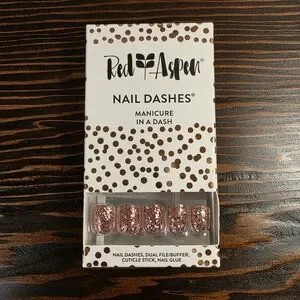 Red Aspen®
NAIL DASHES®
MANICURE
IN A DASH
NAIL DASHES, DUAL FILE/BUFFER,
CUTICLE STICK, NAIL GLUE